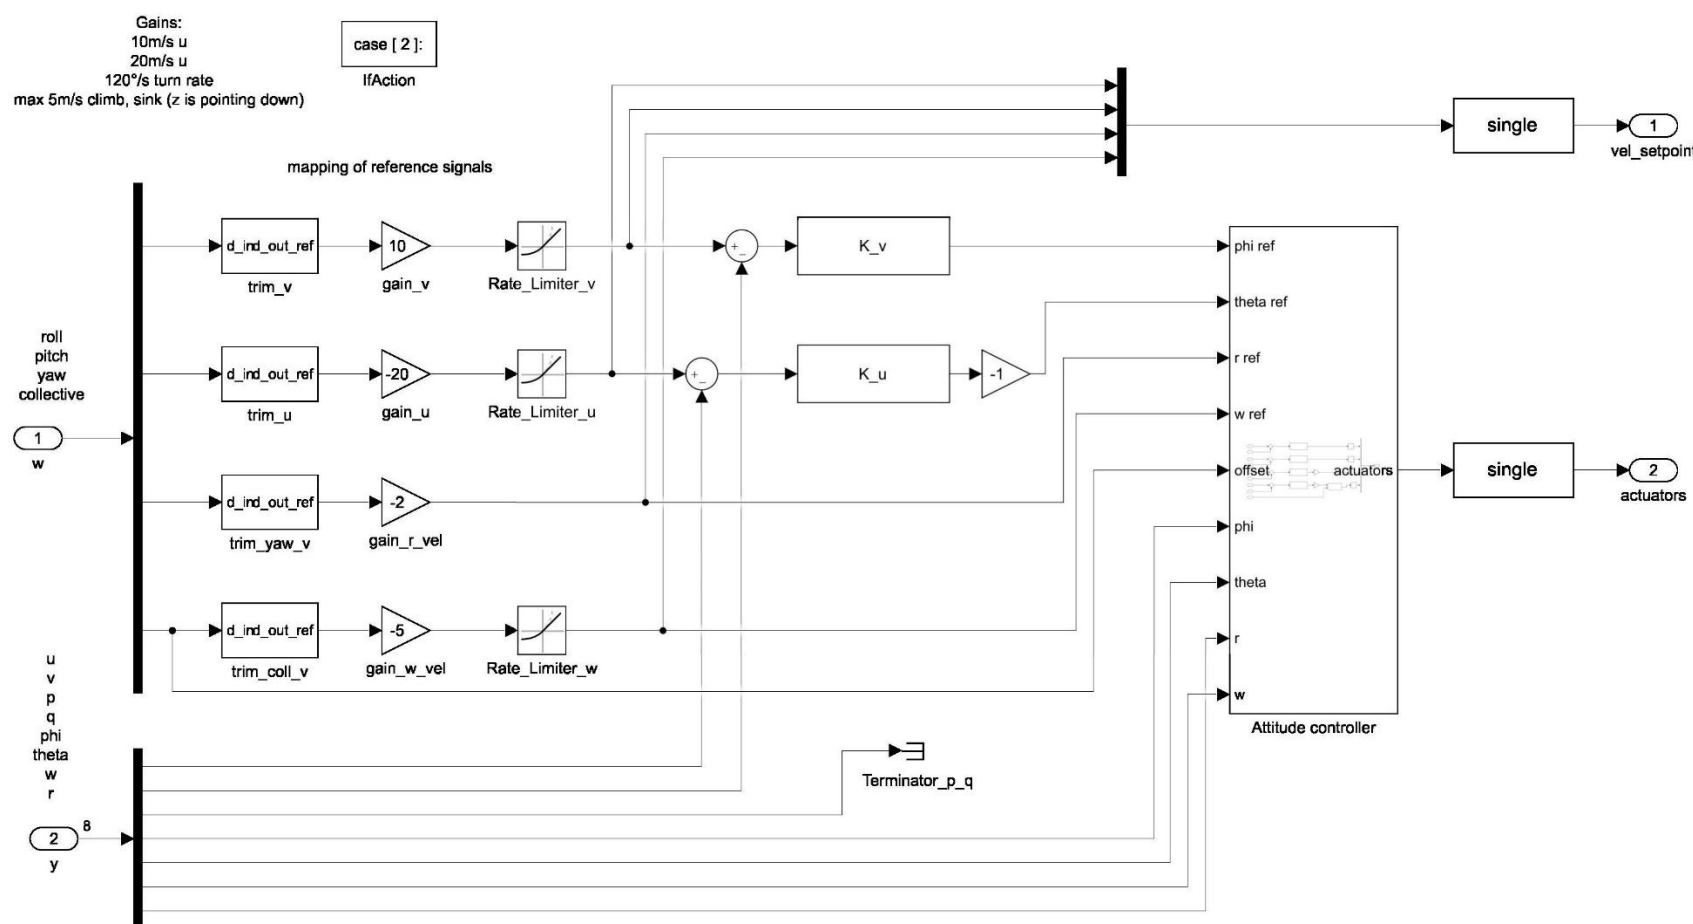 Gains:
10m/s u
20m/s u
120°/s turn rate
max 5m/s climb, sink (z is pointing down)
case [ 2 ]:
IfAction
mapping of reference signals
single
1
vel_setpoint
d_ind_out_ref
trim_v
10
gain_v
Rate_Limiter_v
+
−
K_v
phi ref
theta ref
r ref
w ref
offset
actuators
phi
theta
r
w
Attitude controller
roll
pitch
yaw
collective
1
w
d_ind_out_ref
trim_u
-20
gain_u
Rate_Limiter_u
+
−
K_u
-1
d_ind_out_ref
trim_yaw_v
-2
gain_r_vel
single
2
actuators
d_ind_out_ref
trim_coll_v
-5
gain_w_vel
Rate_Limiter_w
u
v
p
q
phi
theta
w
r
2
8
y
Terminator_p_q